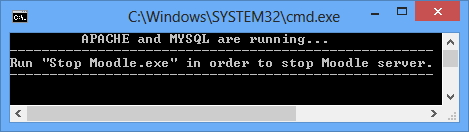 C:\Windows\SYSTEM32\cmd.exe
APACHE and MYSQL are running...
Run "Stop Moodle.exe" in order to stop Moodle server.